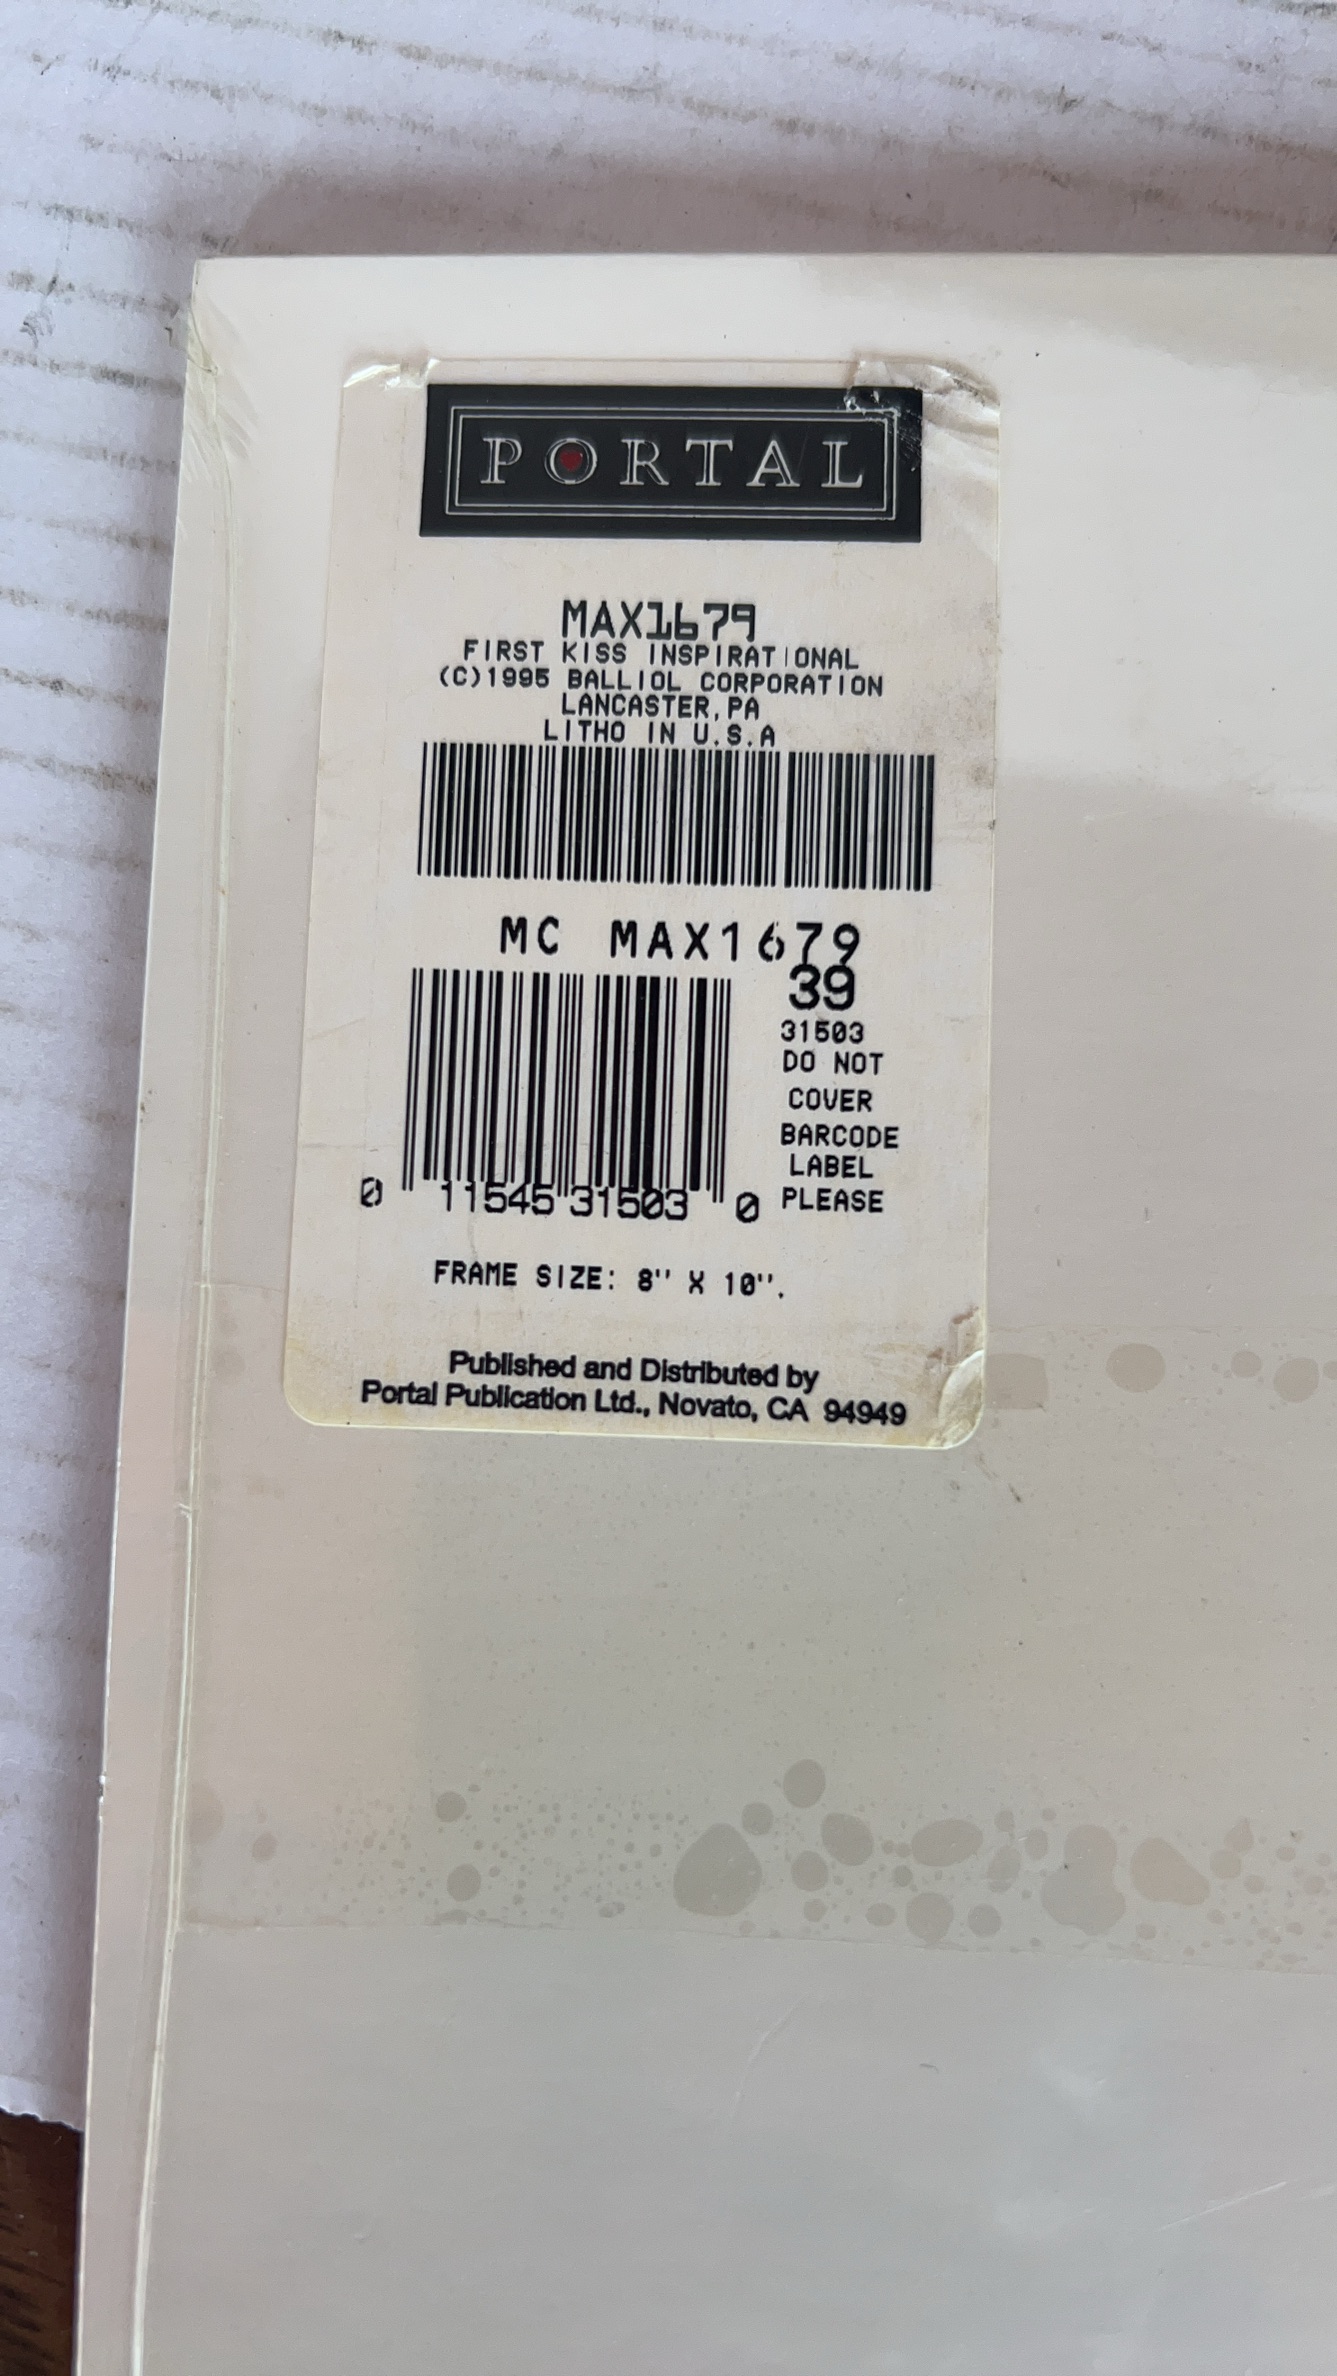 PORTAL
MAX1679
FIRST KISS INSPIRATIONAL
(C)1995 BALLIOL CORPORATION
LANCASTER,PA
LITHO IN U.S.A
MC MAX1679
39
31503
DO NOT
COVER
BARCODE
LABEL
PLEASE
0 11545 31503 0
FRAME SIZE: 8'' X 10''.
Published and Distributed by
Portal Publication Ltd., Novato, CA 94949